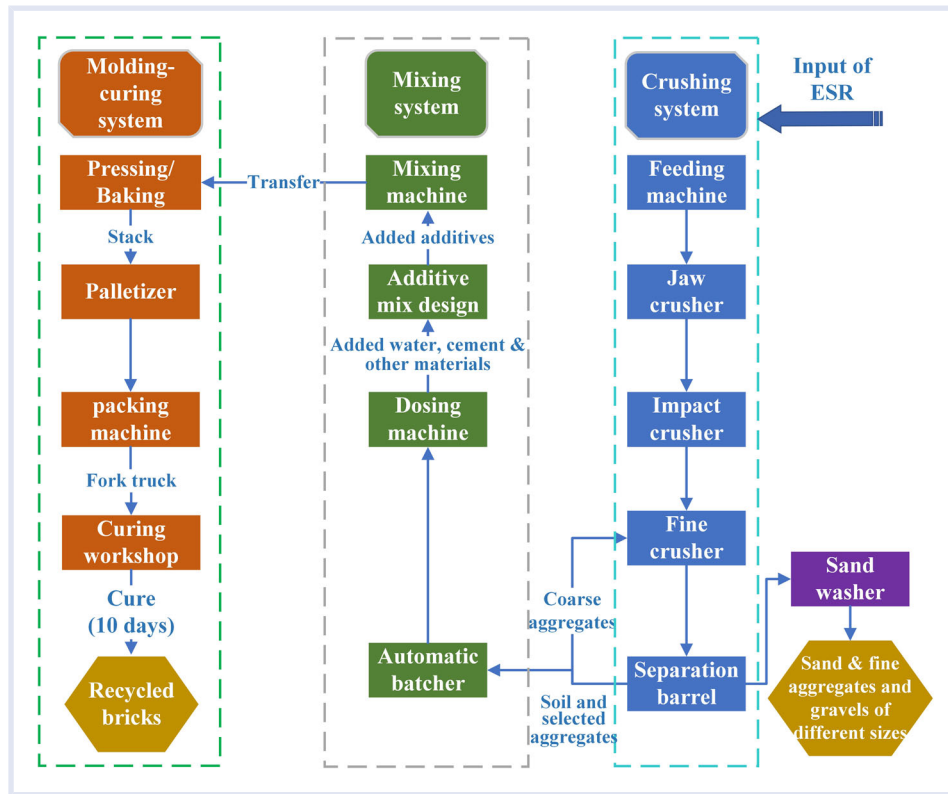 Molding-
curing
system
Mixing
system
Crushing
system
Input of
ESR
Pressing/
Baking
Transfer
Mixing
machine
Feeding
machine
Stack
Added additives
Palletizer
Additive
mix design
Jaw
crusher
Added water, cement &
other materials
packing
machine
Dosing
machine
Impact
crusher
Fork truck
Curing
workshop
Fine
crusher
Sand
washer
Cure
(10 days)
Coarse
aggregates
Recycled
bricks
Automatic
batcher
Separation
barrel
Soil and
selected
aggregates
Sand & fine
aggregates and
gravels of
different sizes